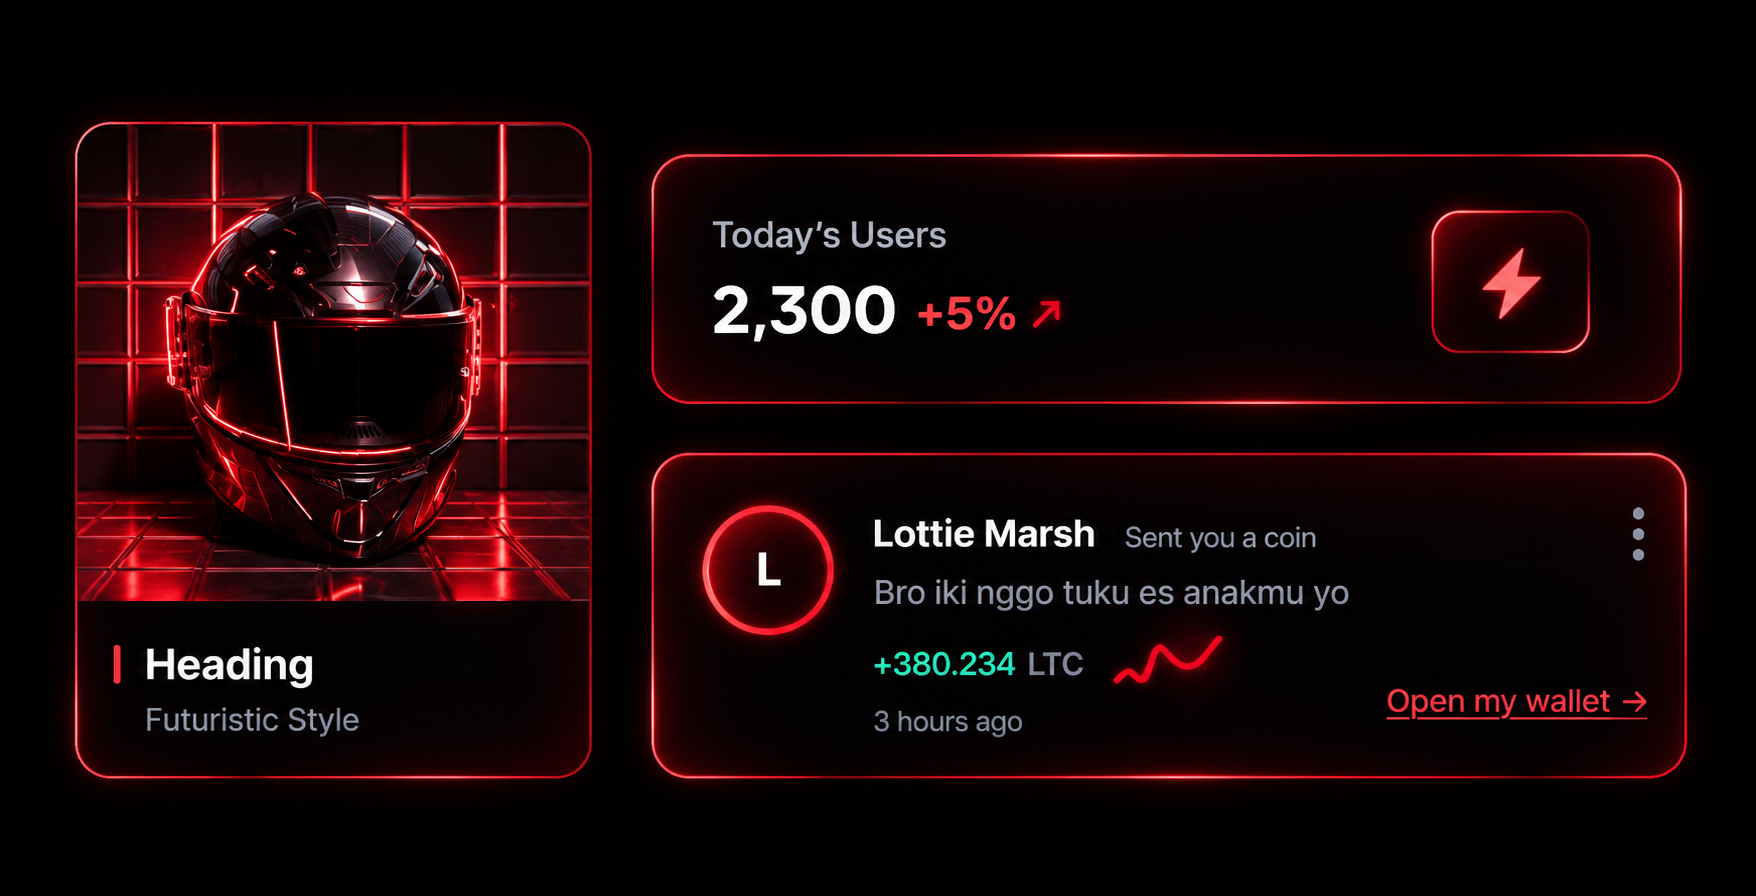 Heading
Futuristic Style
Today's Users
2,300 +5% ↗
L
Lottie Marsh Sent you a coin
Bro iki nggo tuku es anakmu yo
+380.234 LTC
3 hours ago
Open my wallet →